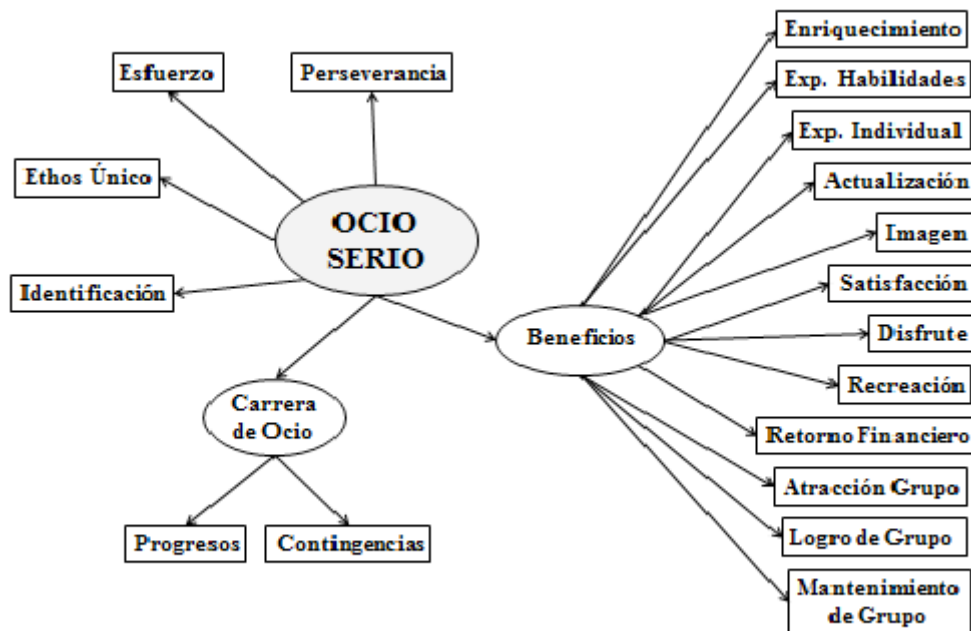 Esfuerzo
Perseverancia
Ethos Único
OCIO
SERIO
Identificación
Carrera
de Ocio
Progresos
Contingencias
Beneficios
Enriquecimiento
Exp. Habilidades
Exp. Individual
Actualización
Imagen
Satisfacción
Disfrute
Recreación
Retorno Financiero
Atracción Grupo
Logro de Grupo
Mantenimiento
de Grupo